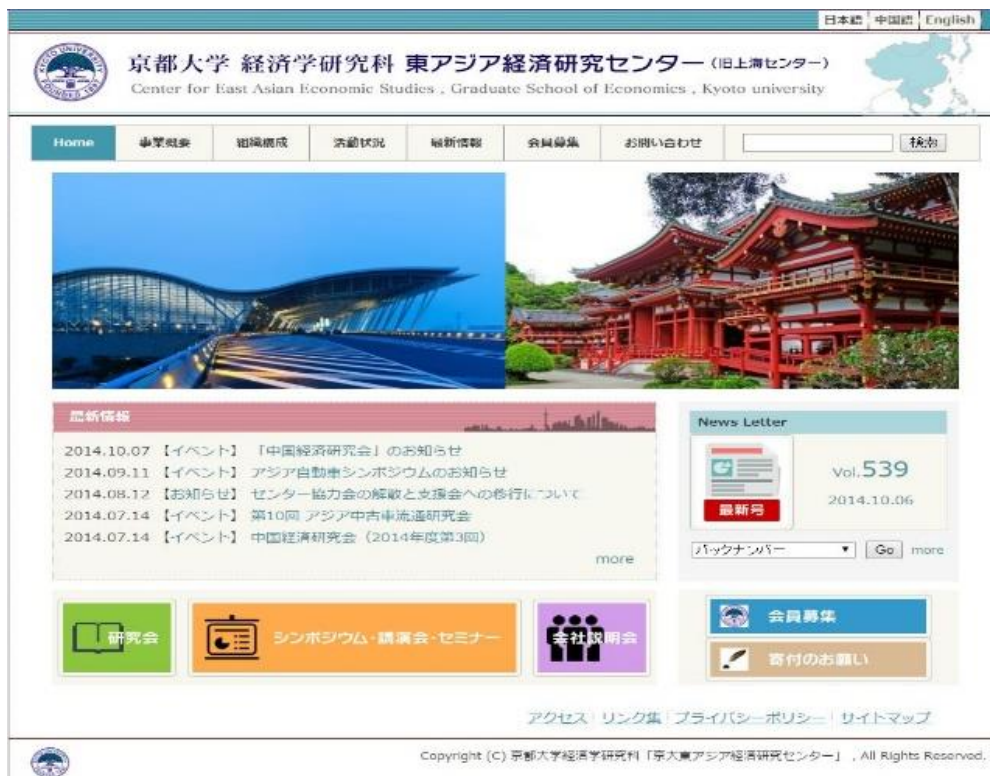 日本語 中国語 English
京都大学 経済学研究科 東アジア経済研究センター (旧上海センター)
Center for East Asian Economic Studies , Graduate School of Economics , Kyoto university
KYOTO UNIVERSITY
FOUNDED 1897
Home 事業概要 組織構成 活動状況 最新情報 会員募集 お問い合わせ 検索
最新情報
2014.10.07 【イベント】 「中国経済研究会」のお知らせ
2014.09.11 【イベント】 アジア自動車シンポジウムのお知らせ
2014.08.12 【お知らせ】 センター協力会の解散と支援会への移行について
2014.07.14 【イベント】 第10回 アジア中古車流通研究会
2014.07.14 【イベント】 中国経済研究会（2014年度第3回）
more
News Letter
最新号
Vol.539
2014.10.06
バックナンバー Go more
研究会
シンポジウム・講演会・セミナー
会社説明会
会員募集
寄付のお願い
アクセス リンク集 プライバシーポリシー サイトマップ
Copyright (C) 京都大学経済学研究科「京大東アジア経済研究センター」 , All Rights Reserved.